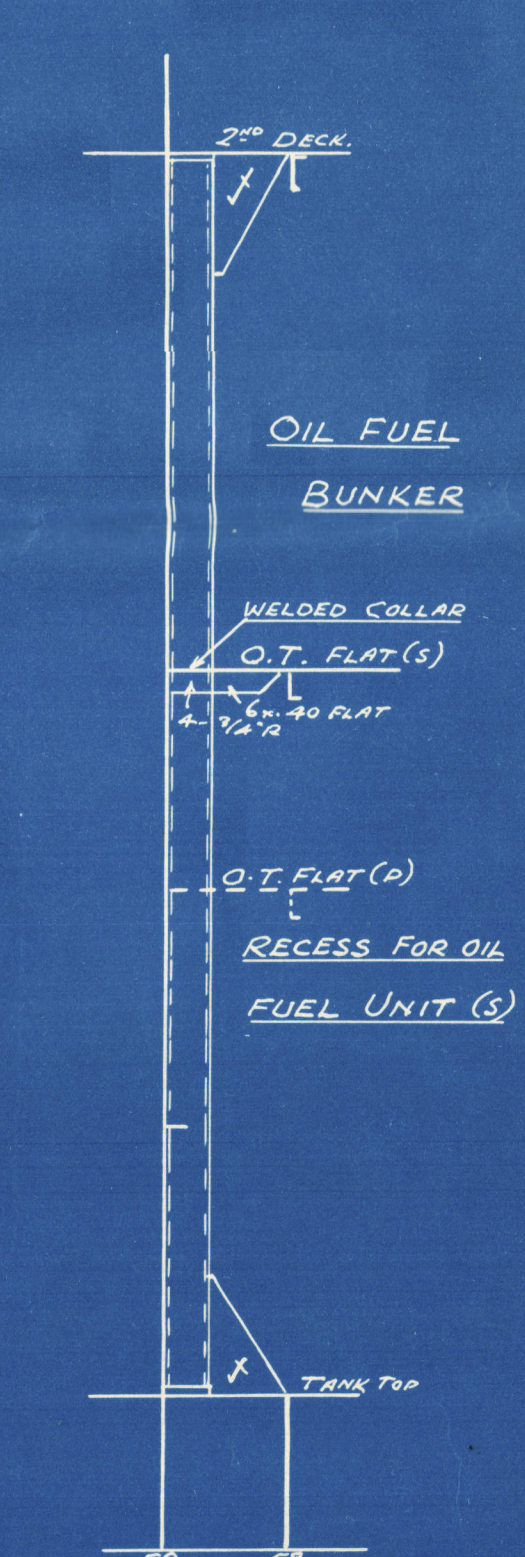 2ND DECK.
OIL FUEL
BUNKER
WELDED COLLAR
O.T. FLAT (S)
6 x .40 FLAT
4 - 3/4" R
O.T. FLAT (P)
RECESS FOR OIL
FUEL UNIT (S)
TANK TOP